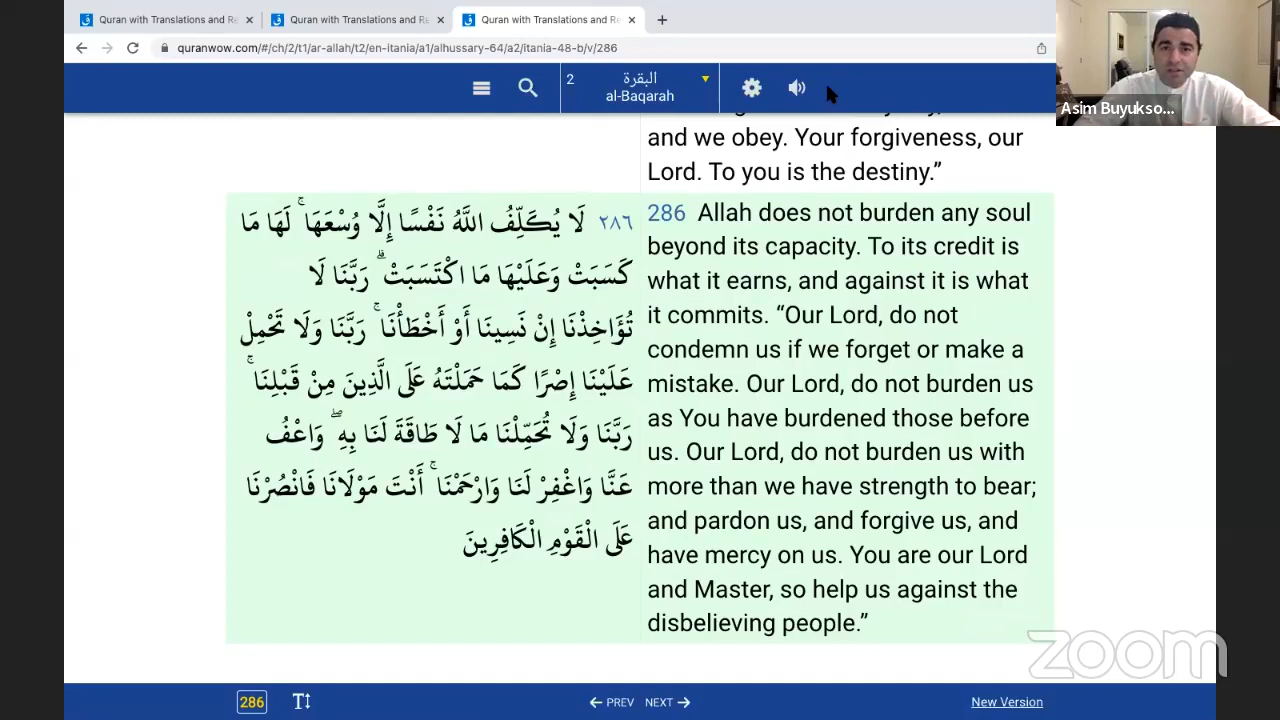 Quran with Translations and Re
Quran with Translations and Re
Quran with Translations and Re
quranwow.com/#/ch/2/t1/ar-allah/t2/en-itania/a1/alhussary-64/a2/itania-48-b/v/286
2
البقرة
al-Baqarah
Asim Buyukso...
and we obey. Your forgiveness, our
Lord. To you is the destiny.”
٢٨٦ لَا يُكَلِّفُ اللَّهُ نَفْسًا إِلَّا وُسْعَهَا ۚ لَهَا مَا
كَسَبَتْ وَعَلَيْهَا مَا اكْتَسَبَتْ ۗ رَبَّنَا لَا
تُؤَاخِذْنَا إِنْ نَسِينَا أَوْ أَخْطَأْنَا ۚ رَبَّنَا وَلَا تَحْمِلْ
عَلَيْنَا إِصْرًا كَمَا حَمَلْتَهُ عَلَى الَّذِينَ مِنْ قَبْلِنَا ۚ
رَبَّنَا وَلَا تُحَمِّلْنَا مَا لَا طَاقَةَ لَنَا بِهِ ۖ وَاعْفُ
عَنَّا وَاغْفِرْ لَنَا وَارْحَمْنَا ۚ أَنْتَ مَوْلَانَا فَانْصُرْنَا
عَلَى الْقَوْمِ الْكَافِرِينَ
286 Allah does not burden any soul
beyond its capacity. To its credit is
what it earns, and against it is what
it commits. “Our Lord, do not
condemn us if we forget or make a
mistake. Our Lord, do not burden us
as You have burdened those before
us. Our Lord, do not burden us with
more than we have strength to bear;
and pardon us, and forgive us, and
have mercy on us. You are our Lord
and Master, so help us against the
disbelieving people.”
zoom
286
PREV NEXT
New Version